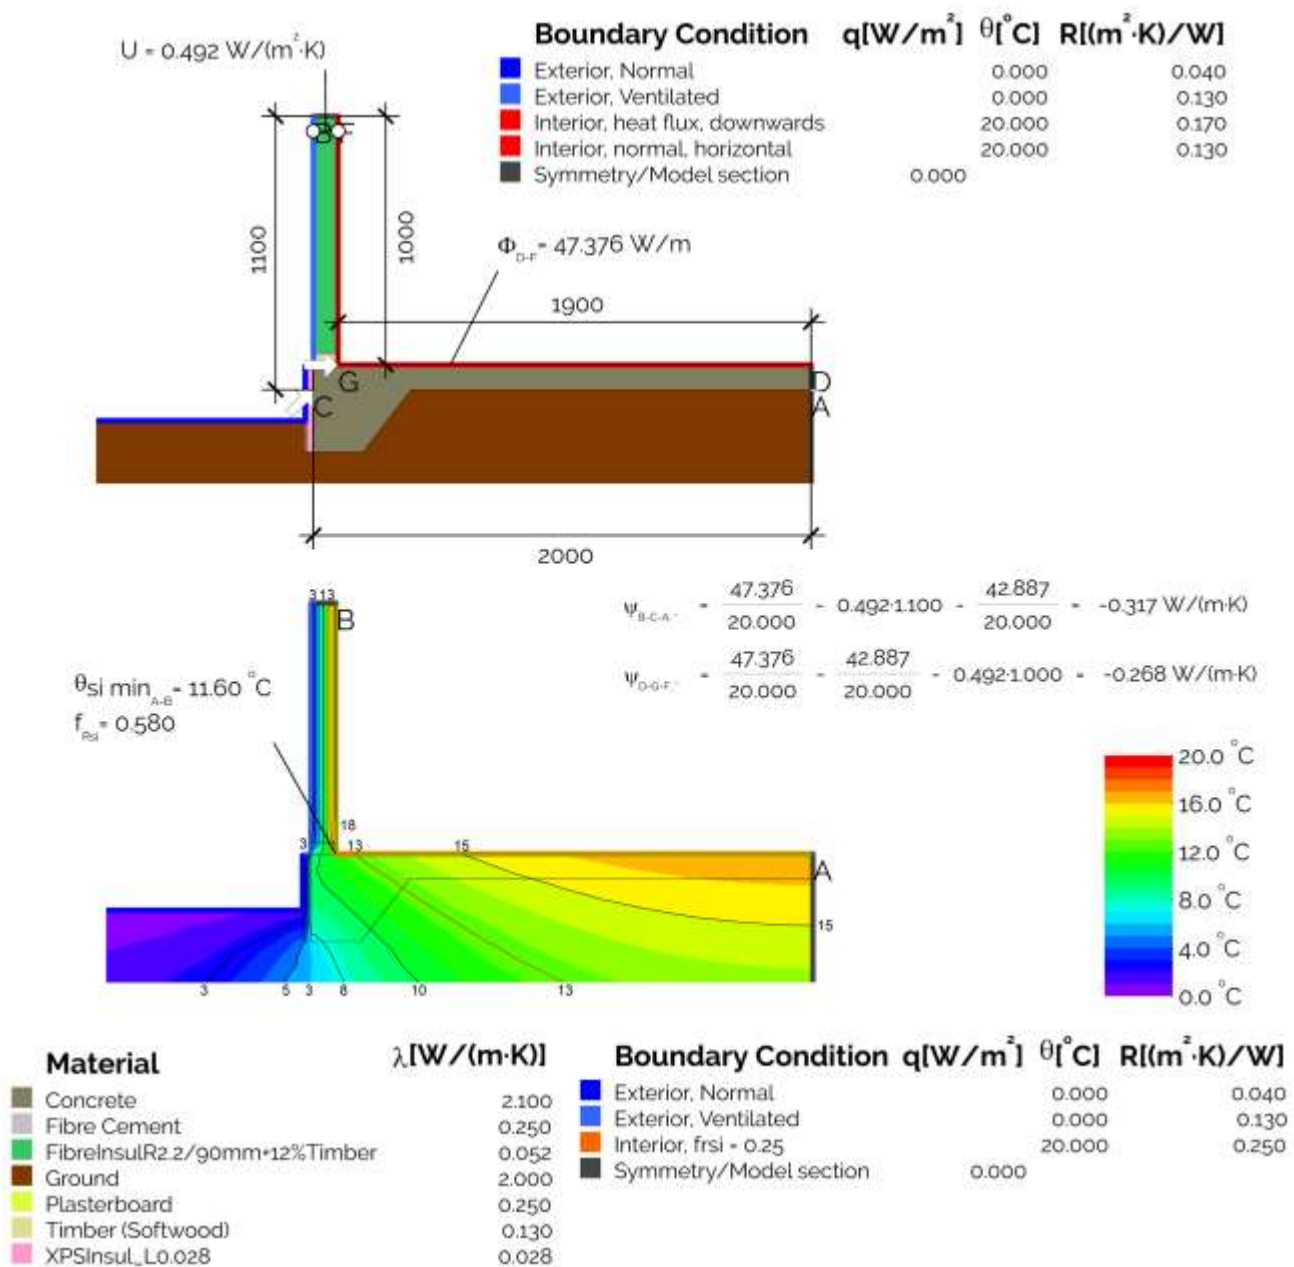 U = 0.492 W/(m²·K)
Boundary Condition q[W/m²] θ[°C] R[(m²·K)/W]
Exterior, Normal 0.000 0.040
Exterior, Ventilated 0.000 0.130
Interior, heat flux, downwards 20.000 0.170
Interior, normal, horizontal 20.000 0.130
Symmetry/Model section 0.000
B F
1100
1000
Φ D-F = 47.376 W/m
1900
G
D
C
A
2000
ψ B-C-A,* = 47.376/20.000 - 0.492·1.100 - 42.887/20.000 = -0.317 W/(m·K)
ψ D-G-F,* = 47.376/20.000 - 42.887/20.000 - 0.492·1.000 = -0.268 W/(m·K)
3 13
B
θsi min A-B = 11.60 °C
f Rsi = 0.580
18
3 13 15
A
15
3 5 3 8 10 13
20.0 °C
16.0 °C
12.0 °C
8.0 °C
4.0 °C
0.0 °C
Material λ[W/(m·K)]
Concrete 2.100
Fibre Cement 0.250
FibreInsulR2.2/90mm+12%Timber 0.052
Ground 2.000
Plasterboard 0.250
Timber (Softwood) 0.130
XPSInsul_L0.028 0.028
Boundary Condition q[W/m²] θ[°C] R[(m²·K)/W]
Exterior, Normal 0.000 0.040
Exterior, Ventilated 0.000 0.130
Interior, frsi = 0.25 20.000 0.250
Symmetry/Model section 0.000